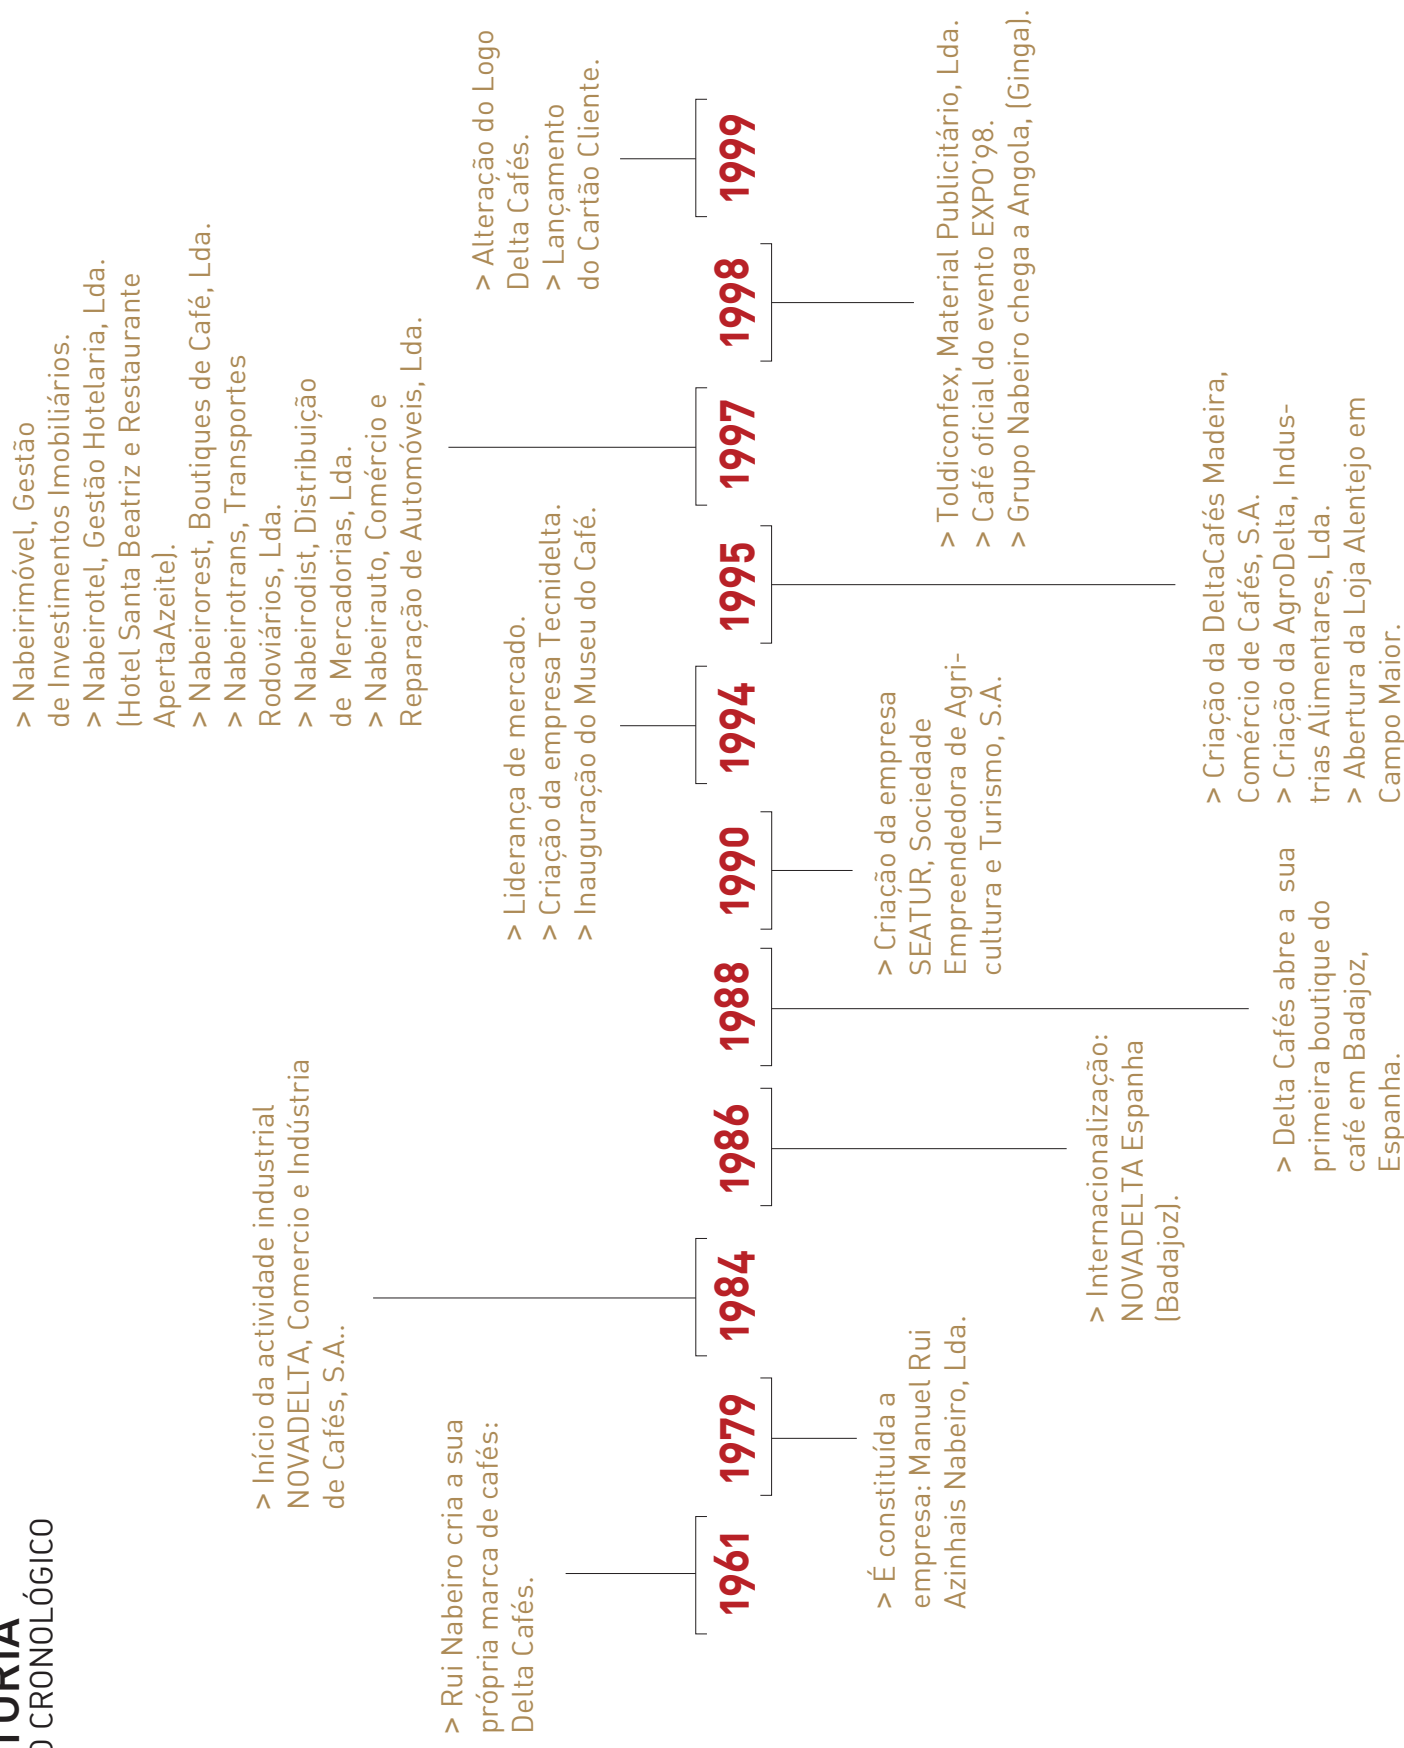 CRONOLÓGICO
> Rui Nabeiro cria a sua
própria marca de cafés:
Delta Cafés.
1961
> É constituída a
empresa: Manuel Rui
Azinhais Nabeiro, Lda.
1979
> Início da actividade industrial
NOVADELTA, Comercio e Indústria
de Cafés, S.A..
1984
> Internacionalização:
NOVADELTA Espanha
(Badajoz).
1986
> Delta Cafés abre a sua
primeira boutique do
café em Badajoz,
Espanha.
1988
> Criação da empresa
SEATUR, Sociedade
Empreendedora de Agri-
cultura e Turismo, S.A.
1990
> Liderança de mercado.
> Criação da empresa Tecnidelta.
> Inauguração do Museu do Café.
1994
> Criação da DeltaCafés Madeira,
Comércio de Cafés, S.A.
> Criação da AgroDelta, Indus-
trias Alimentares, Lda.
> Abertura da Loja Alentejo em
Campo Maior.
1995
> Nabeirimóvel, Gestão
de Investimentos Imobiliários.
> Nabeirotel, Gestão Hotelaria, Lda.
(Hotel Santa Beatriz e Restaurante
ApertaAzeite).
> Nabeirorest, Boutiques de Café, Lda.
> Nabeirotrans, Transportes
Rodoviários, Lda.
> Nabeirodist, Distribuição
de Mercadorias, Lda.
> Nabeirauto, Comércio e
Reparação de Automóveis, Lda.
1997
> Toldiconfex, Material Publicitário, Lda.
> Café oficial do evento EXPO'98.
> Grupo Nabeiro chega a Angola, (Ginga).
1998
> Alteração do Logo
Delta Cafés.
> Lançamento
do Cartão Cliente.
1999